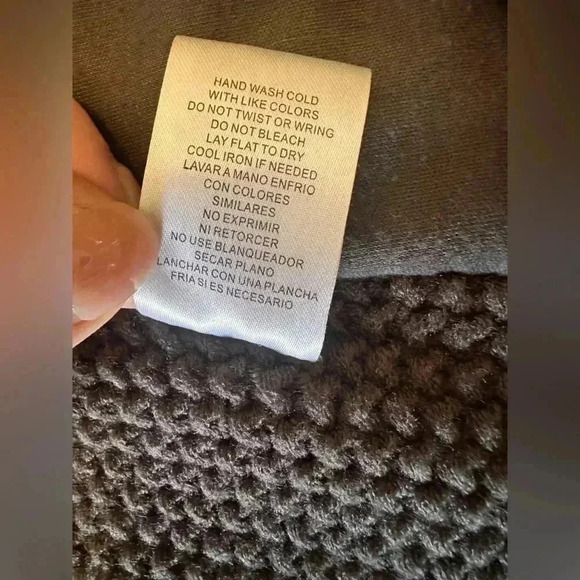 HAND WASH COLD
WITH LIKE COLORS
DO NOT TWIST OR WRING
DO NOT BLEACH
LAY FLAT TO DRY
COOL IRON IF NEEDED
LAVAR A MANO ENFRIO
CON COLORES
SIMILARES
NO EXPRIMIR
NI RETORCER
NO USE BLANQUEADOR
SECAR PLANO
LANCHAR CON UNA PLANCHA
FRIA SI ES NECESARIO